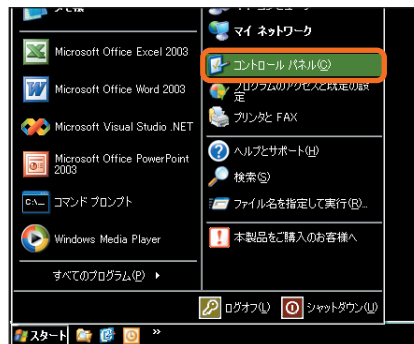 マイ ネットワーク
Microsoft Office Excel 2003
コントロール パネル(C)
Microsoft Office Word 2003
プログラムのアクセスと既定の設
定
Microsoft Visual Studio .NET
プリンタと FAX
Microsoft Office PowerPoint
2003
ヘルプとサポート(H)
検索(S)
コマンド プロンプト
ファイル名を指定して実行(R)...
Windows Media Player
本製品をご購入のお客様へ
すべてのプログラム(P)
ログオフ(L)
シャットダウン(U)
スタート
»